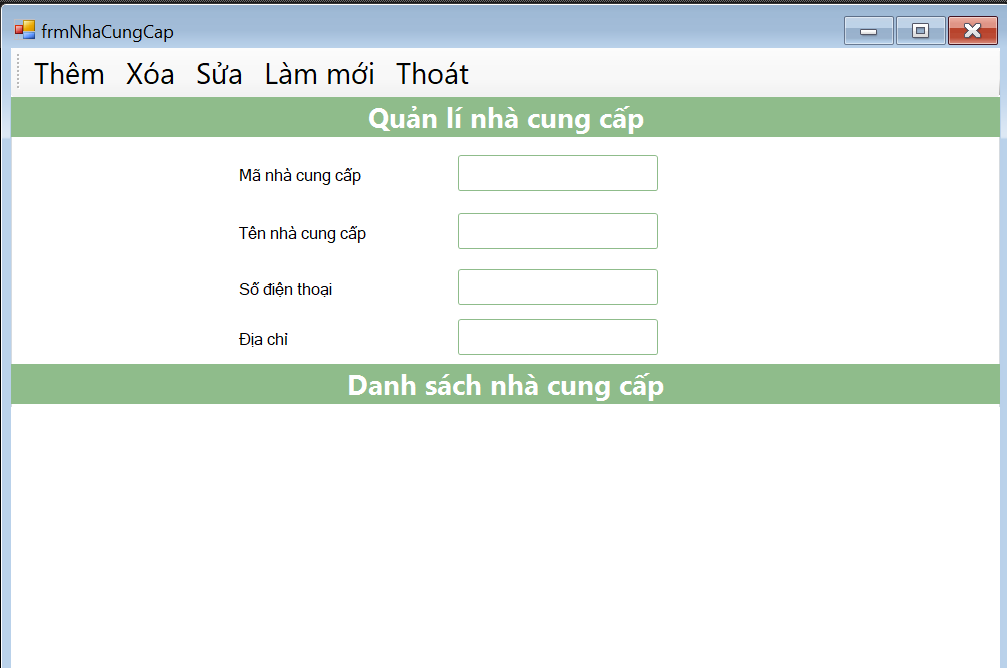 frmNhaCungCap
Thêm Xóa Sửa Làm mới Thoát
Quản lí nhà cung cấp
Mã nhà cung cấp
Tên nhà cung cấp
Số điện thoại
Địa chỉ
Danh sách nhà cung cấp